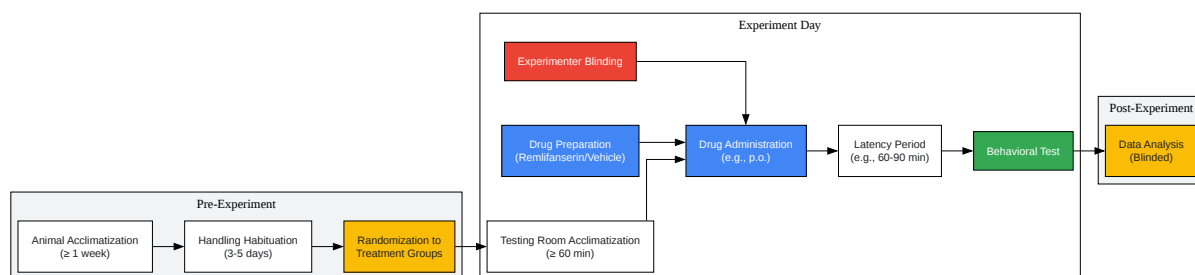 Pre-Experiment
Animal Acclimatization
(≥ 1 week)
Handling Habituation
(3-5 days)
Randomization to
Treatment Groups
Experiment Day
Experimenter Blinding
Drug Preparation
(Remlifanserin/Vehicle)
Testing Room Acclimatization
(≥ 60 min)
Drug Administration
(e.g., p.o.)
Latency Period
(e.g., 60-90 min)
Behavioral Test
Post-Experiment
Data Analysis
(Blinded)